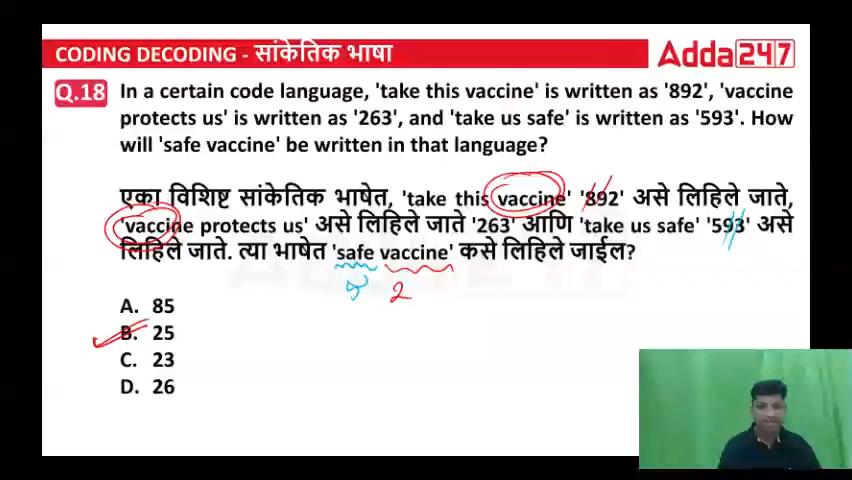 CODING DECODING - सांकेतिक भाषा
Adda247
Q.18 In a certain code language, 'take this vaccine' is written as '892', 'vaccine
protects us' is written as '263', and 'take us safe' is written as '593'. How
will 'safe vaccine' be written in that language?
एका विशिष्ट सांकेतिक भाषेत, 'take this vaccine' '892' असे लिहिले जाते,
'vaccine protects us' असे लिहिले जाते '263' आणि 'take us safe' '593' असे
लिहिले जाते. त्या भाषेत 'safe vaccine' कसे लिहिले जाईल?
5 2
A. 85
B. 25
C. 23
D. 26